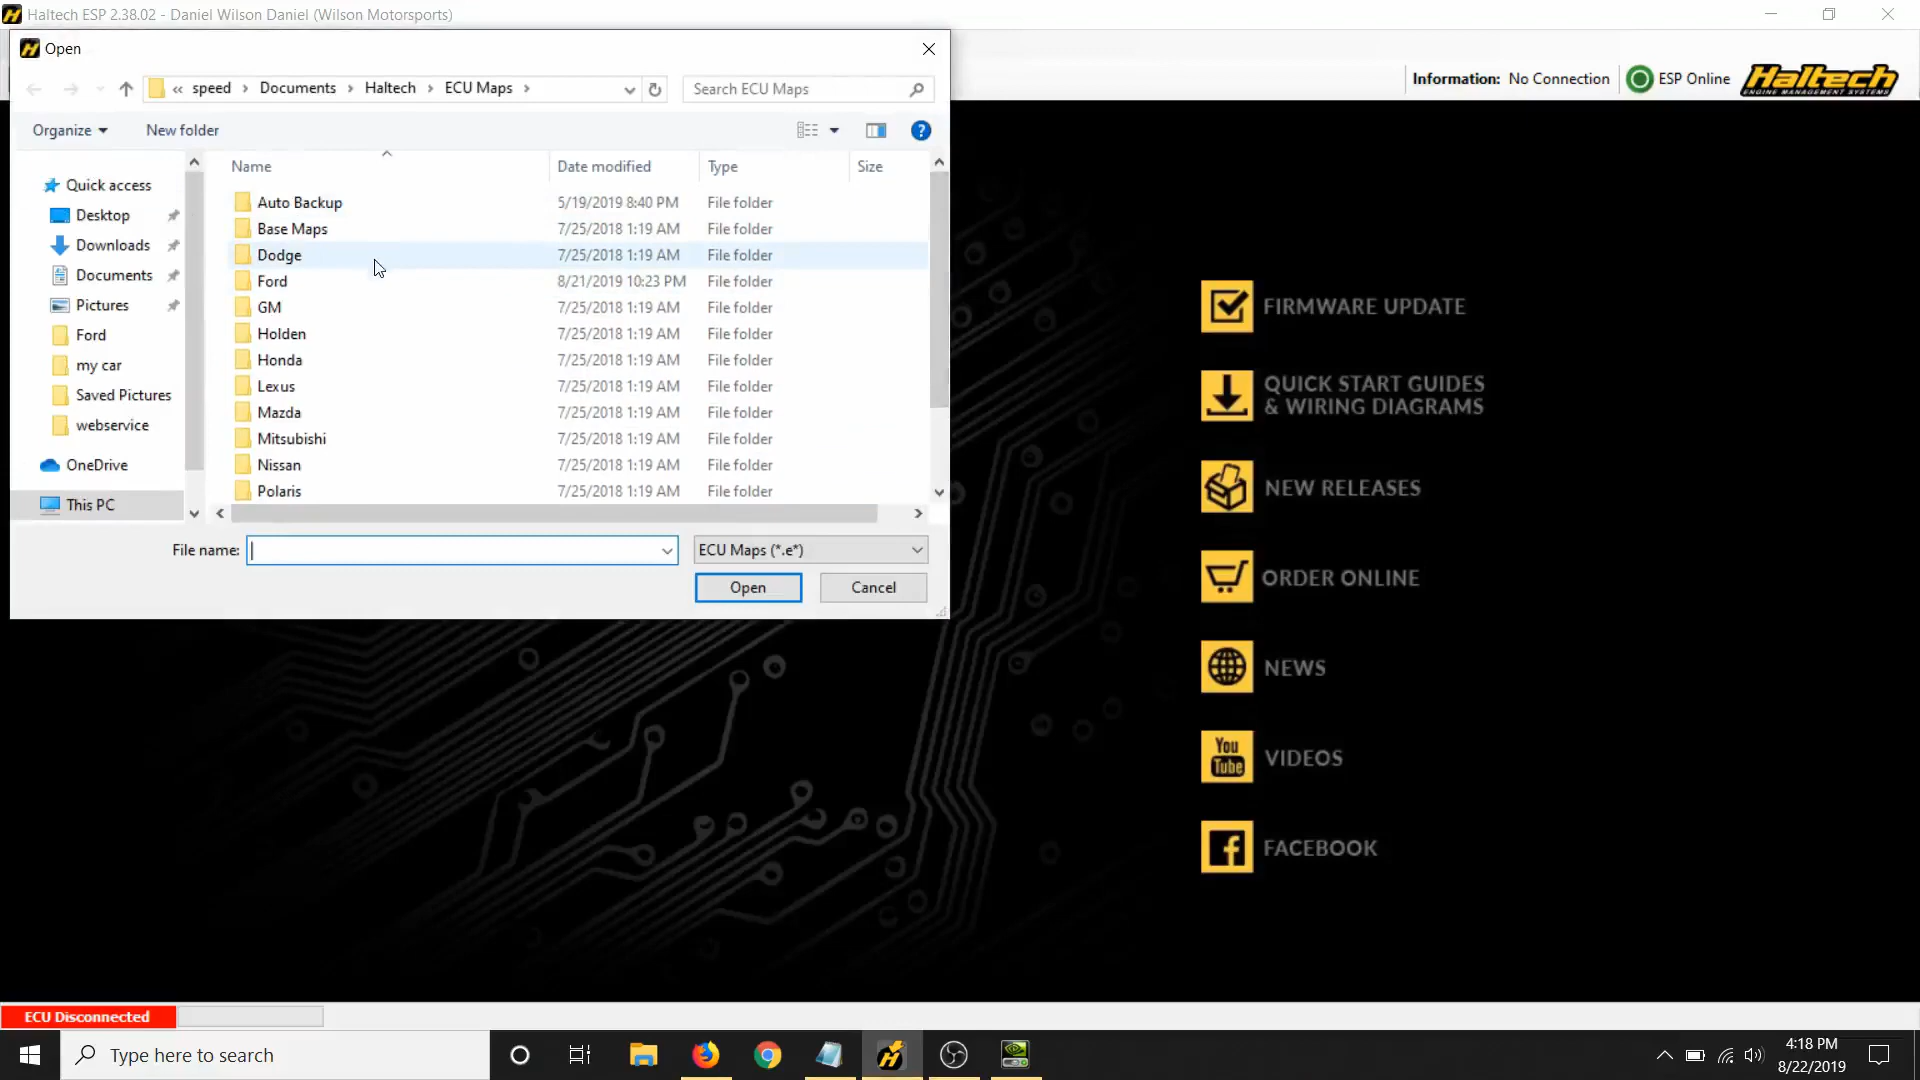 Haltech ESP 2.38.02 - Daniel Wilson Daniel (Wilson Motorsports)
Open
« speed › Documents › Haltech › ECU Maps ›
Search ECU Maps
Information: No Connection
ESP Online
Haltech
ENGINE MANAGEMENT SYSTEMS
Organize
New folder
?
Name
Date modified
Type
Size
Quick access
Desktop
Downloads
Documents
Pictures
Ford
my car
Saved Pictures
webservice
OneDrive
This PC
Auto Backup 5/19/2019 8:40 PM File folder
Base Maps 7/25/2018 1:19 AM File folder
Dodge 7/25/2018 1:19 AM File folder
Ford 8/21/2019 10:23 PM File folder
GM 7/25/2018 1:19 AM File folder
Holden 7/25/2018 1:19 AM File folder
Honda 7/25/2018 1:19 AM File folder
Lexus 7/25/2018 1:19 AM File folder
Mazda 7/25/2018 1:19 AM File folder
Mitsubishi 7/25/2018 1:19 AM File folder
Nissan 7/25/2018 1:19 AM File folder
Polaris 7/25/2018 1:19 AM File folder
File name:
ECU Maps (*.e*)
Open
Cancel
FIRMWARE UPDATE
QUICK START GUIDES
& WIRING DIAGRAMS
NEW RELEASES
ORDER ONLINE
NEWS
You
Tube
VIDEOS
FACEBOOK
ECU Disconnected
Type here to search
4:18 PM
8/22/2019